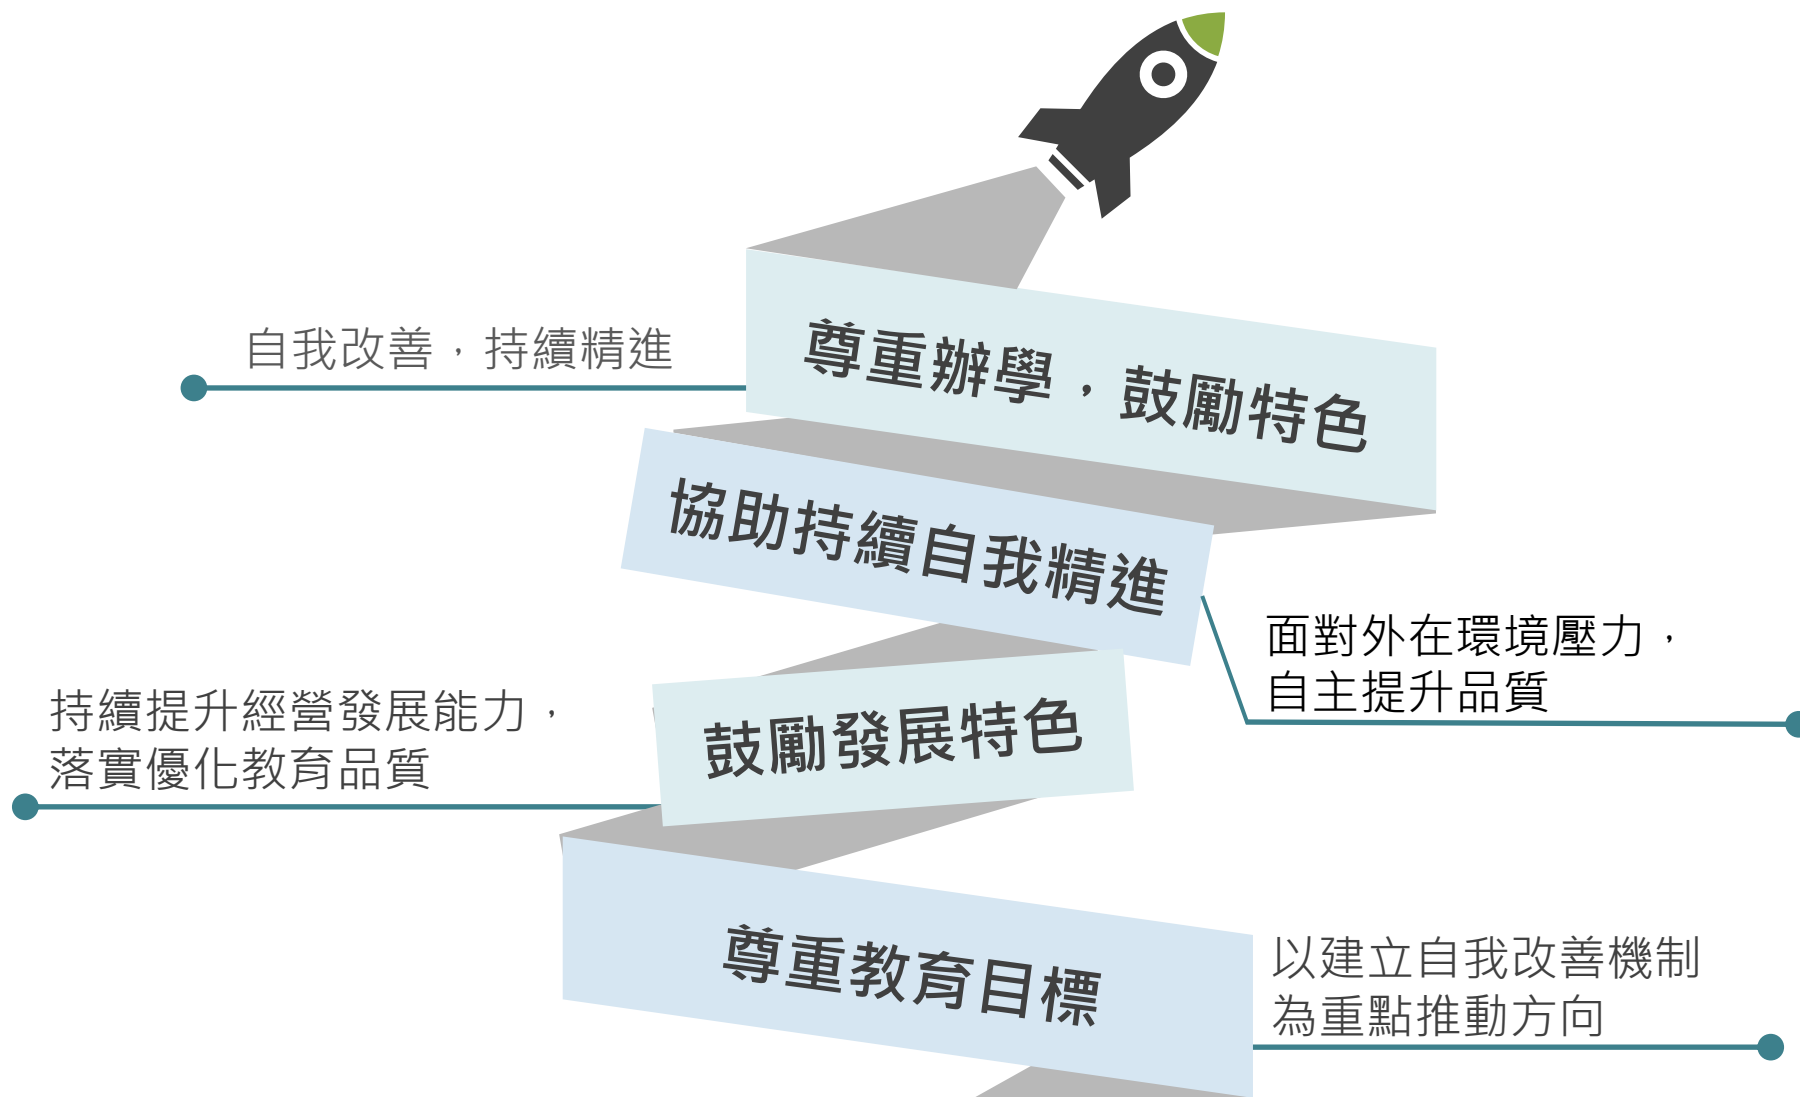 自我改善，持續精進
尊重辦學，鼓勵特色
協助持續自我精進
面對外在環境壓力，
自主提升品質
持續提升經營發展能力，
落實優化教育品質
鼓勵發展特色
尊重教育目標
以建立自我改善機制
為重點推動方向